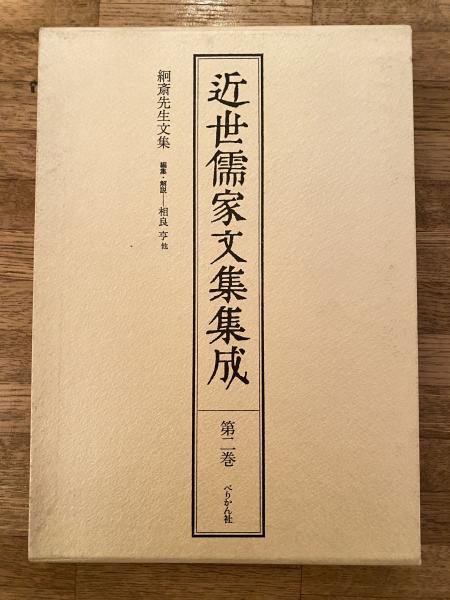 近世儒家文集集成
第二巻
ぺりかん社
絅斎先生文集
編集・解説──相良 亨 他